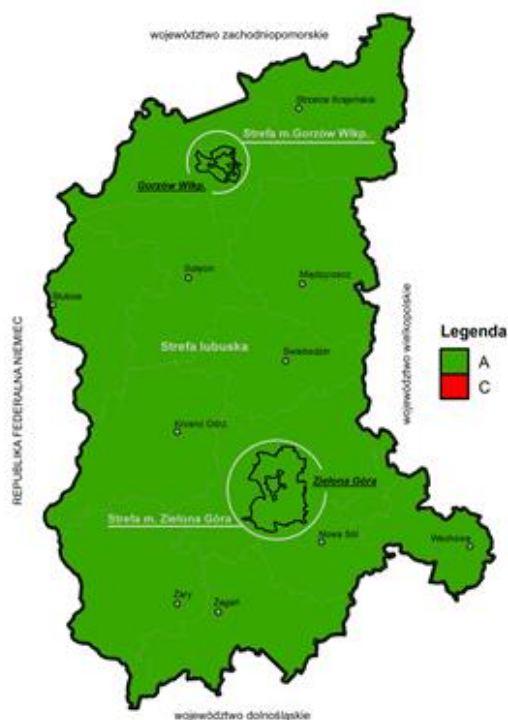 województwo zachodniopomorskie
Strzelce Krajeńskie
Strefa m.Gorzów Wlkp.
Gorzów Wlkp.
Sulęcin
Międzyrzecz
Słubice
REPUBLIKA FEDERALNA NIEMIEC
województwo wielkopolskie
Legenda
A
C
Strefa lubuska
Świebodzin
Krosno Odrz.
Zielona Góra
Strefa m. Zielona Góra
Nowa Sól
Wschowa
Żary
Żagań
województwo dolnośląskie